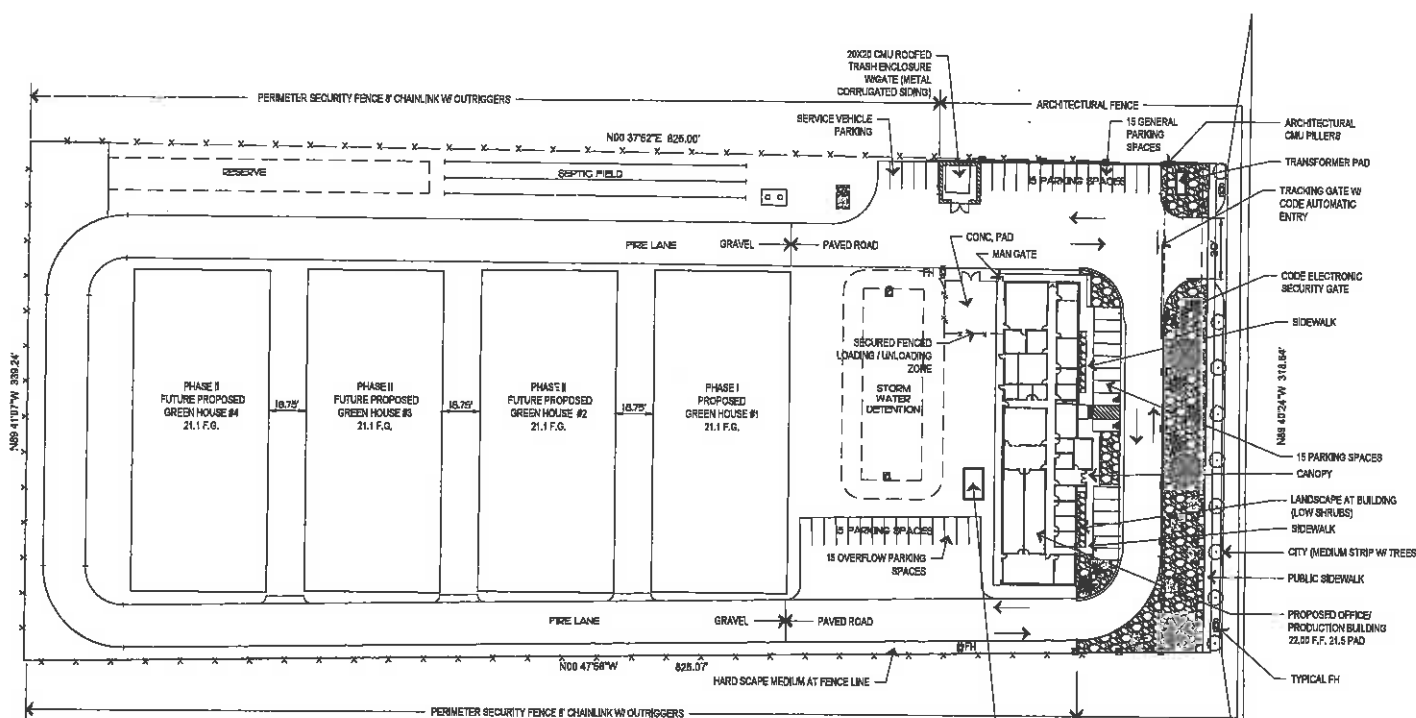 20X20 CMU ROOFED
TRASH ENCLOSURE
W/GATE (METAL
CORRUGATED SIDING)
PERIMETER SECURITY FENCE 8' CHAINLINK W/ OUTRIGGERS
ARCHITECTURAL FENCE
SERVICE VEHICLE
PARKING
15 GENERAL
PARKING
SPACES
ARCHITECTURAL
CMU PILLERS
N00 37'52"E 825.00'
TRANSFORMER PAD
RESERVE
SEPTIC FIELD
15 PARKING SPACES
TRACKING GATE W/
CODE AUTOMATIC
ENTRY
FIRE LANE
GRAVEL
PAVED ROAD
CONC. PAD
MAN GATE
30'
FH
CODE ELECTRONIC
SECURITY GATE
SIDEWALK
SECURED FENCED
LOADING / UNLOADING
ZONE
N89 41'07"W 339.24'
PHASE II
FUTURE PROPOSED
GREEN HOUSE #4
21.1 F.G.
18.75'
PHASE II
FUTURE PROPOSED
GREEN HOUSE #3
21.1 F.G.
18.75'
PHASE II
FUTURE PROPOSED
GREEN HOUSE #2
21.1 F.G.
18.75'
PHASE I
PROPOSED
GREEN HOUSE #1
21.1 F.G.
STORM
WATER
DETENTION
N89 40'24"W 318.64'
15 PARKING SPACES
CANOPY
LANDSCAPE AT BUILDING
(LOW SHRUBS)
SIDEWALK
15 PARKING SPACES
15 OVERFLOW PARKING
SPACES
CITY (MEDIUM STRIP W/ TREES
PUBLIC SIDEWALK
PROPOSED OFFICE/
PRODUCTION BUILDING
22.00 F.F. 21.5 PAD
FIRE LANE
GRAVEL
PAVED ROAD
FH
N00 47'58"W 825.07'
HARD SCAPE MEDIUM AT FENCE LINE
TYPICAL FH
PERIMETER SECURITY FENCE 8' CHAINLINK W/ OUTRIGGERS